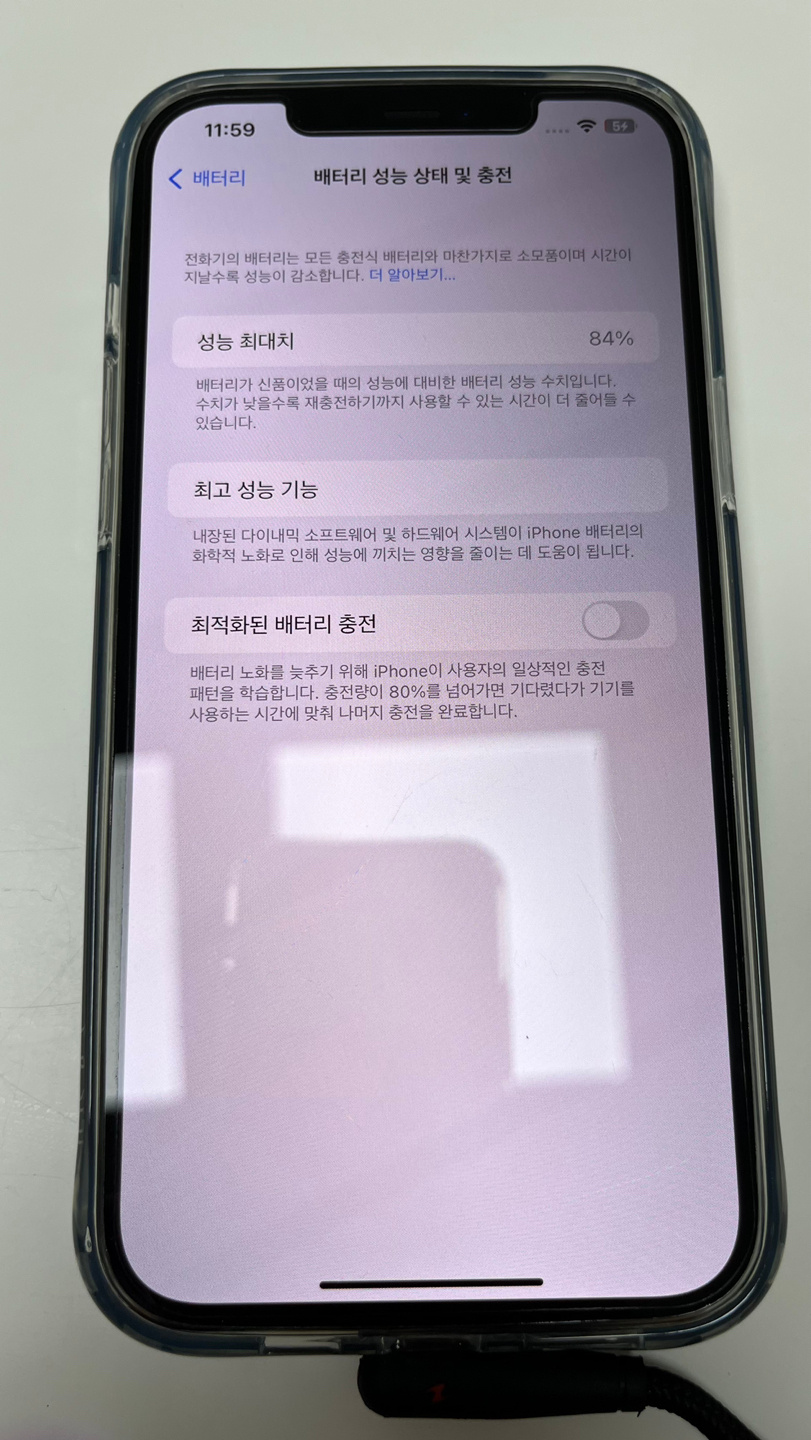 11:59
5
배터리
배터리 성능 상태 및 충전
전화기의 배터리는 모든 충전식 배터리와 마찬가지로 소모품이며 시간이
지날수록 성능이 감소합니다. 더 알아보기...
성능 최대치
84%
배터리가 신품이었을 때의 성능에 대비한 배터리 성능 수치입니다.
수치가 낮을수록 재충전하기까지 사용할 수 있는 시간이 더 줄어들 수
있습니다.
최고 성능 기능
내장된 다이내믹 소프트웨어 및 하드웨어 시스템이 iPhone 배터리의
화학적 노화로 인해 성능에 끼치는 영향을 줄이는 데 도움이 됩니다.
최적화된 배터리 충전
배터리 노화를 늦추기 위해 iPhone이 사용자의 일상적인 충전
패턴을 학습합니다. 충전량이 80%를 넘어가면 기다렸다가 기기를
사용하는 시간에 맞춰 나머지 충전을 완료합니다.